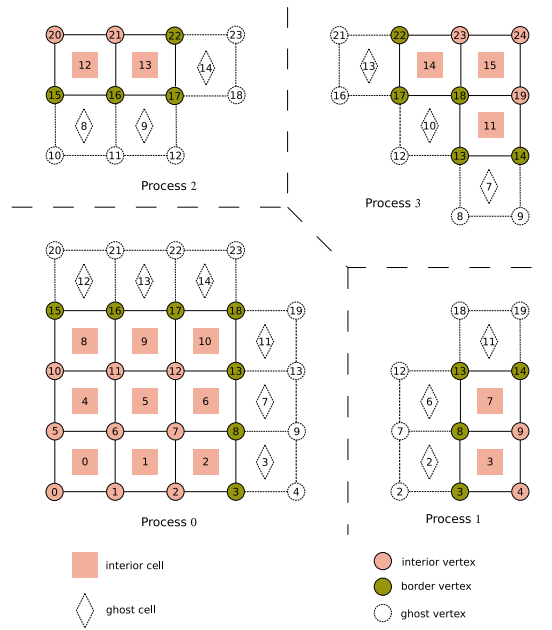 20 21 22 23
12 13 14
15 16 17 18
8 9
10 11 12
Process 2
21 22 23 24
13 14 15
16 17 18 19
10 11
12 13 14
7
8 9
Process 3
20 21 22 23
12 13 14
15 16 17 18 19
8 9 10 11
10 11 12 13 13
4 5 6 7
5 6 7 8 9
0 1 2 3
0 1 2 3 4
Process 0
18 19
11
12 13 14
6 7
7 8 9
2 3
2 3 4
Process 1
interior cell
ghost cell
interior vertex
border vertex
ghost vertex